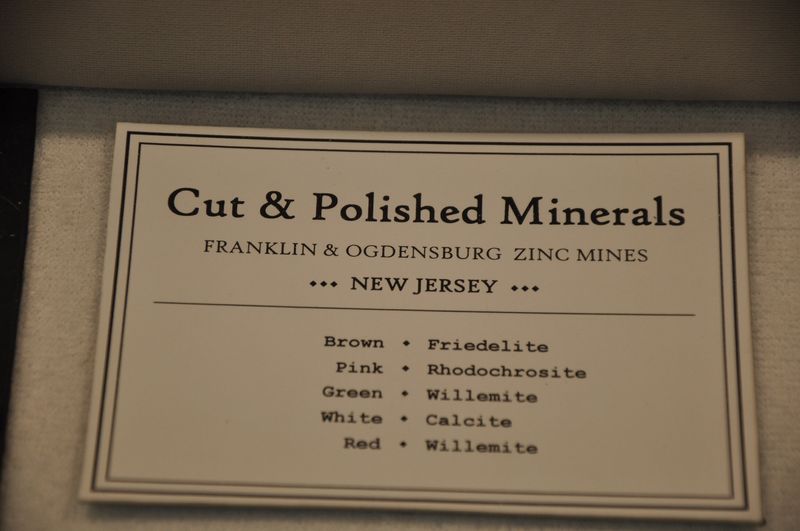 Cut & Polished Minerals
FRANKLIN & OGDENSBURG ZINC MINES
••• NEW JERSEY •••
Brown • Friedelite
Pink • Rhodochrosite
Green • Willemite
White • Calcite
Red • Willemite